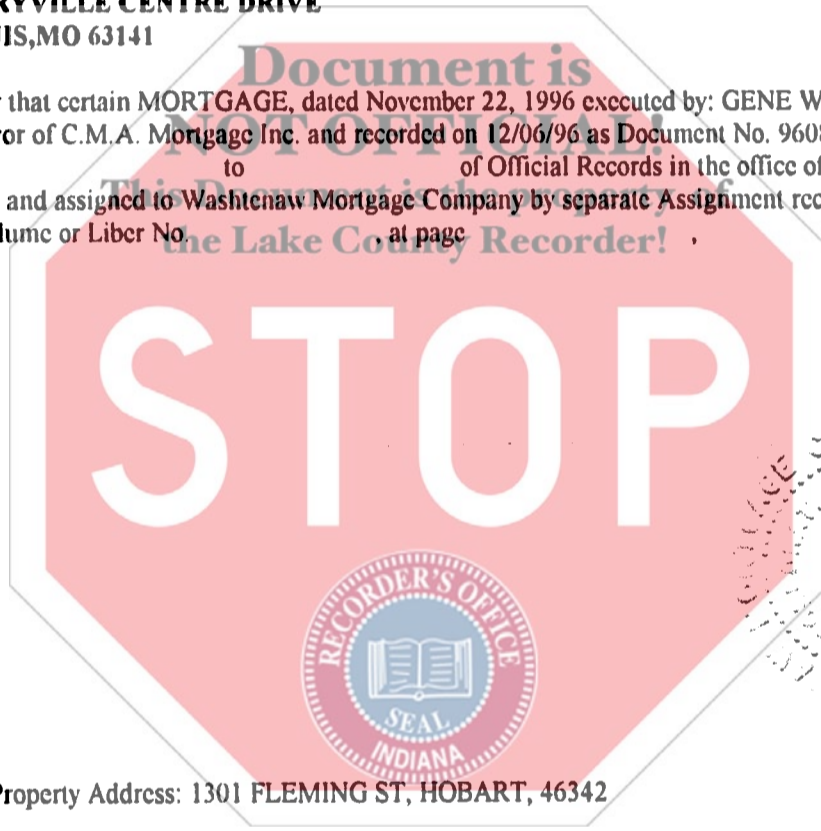 RYVILLE CENTRE DRIVE
IS,MO 63141
Document is
that certain MORTGAGE, dated November 22, 1996 executed by: GENE W
or of C.M.A. Mortgage Inc. and recorded on 12/06/96 as Document No. 960
NOT OFFICIAL!
to of Official Records in the office of
This Document is the property of
and assigned to Washtenaw Mortgage Company by separate Assignment rec
lume or Liber No. , at page ,
the Lake County Recorder!
STOP
RECORDER'S OFFICE
SEAL
INDIANA
Property Address: 1301 FLEMING ST, HOBART, 46342